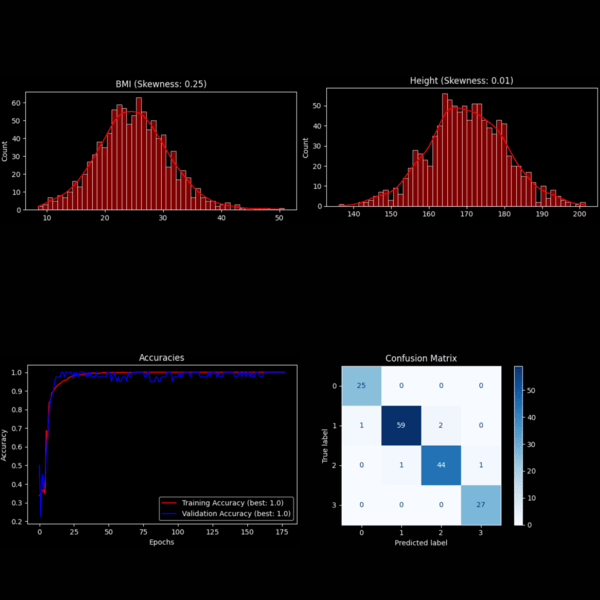 BMI (Skewness: 0.25)
Count
60
50
40
30
20
10
0
10 20 30 40 50
Height (Skewness: 0.01)
Count
50
40
30
20
10
0
140 150 160 170 180 190 200
Accuracies
Accuracy
1.0
0.9
0.8
0.7
0.6
0.5
0.4
0.3
0.2
Training Accuracy (best: 1.0)
Validation Accuracy (best: 1.0)
0 25 50 75 100 125 150 175
Epochs
Confusion Matrix
True label
0 25 0 0 0
1 1 59 2 0
2 0 1 44 1
3 0 0 0 27
0 1 2 3
Predicted label
50
40
30
20
10
0